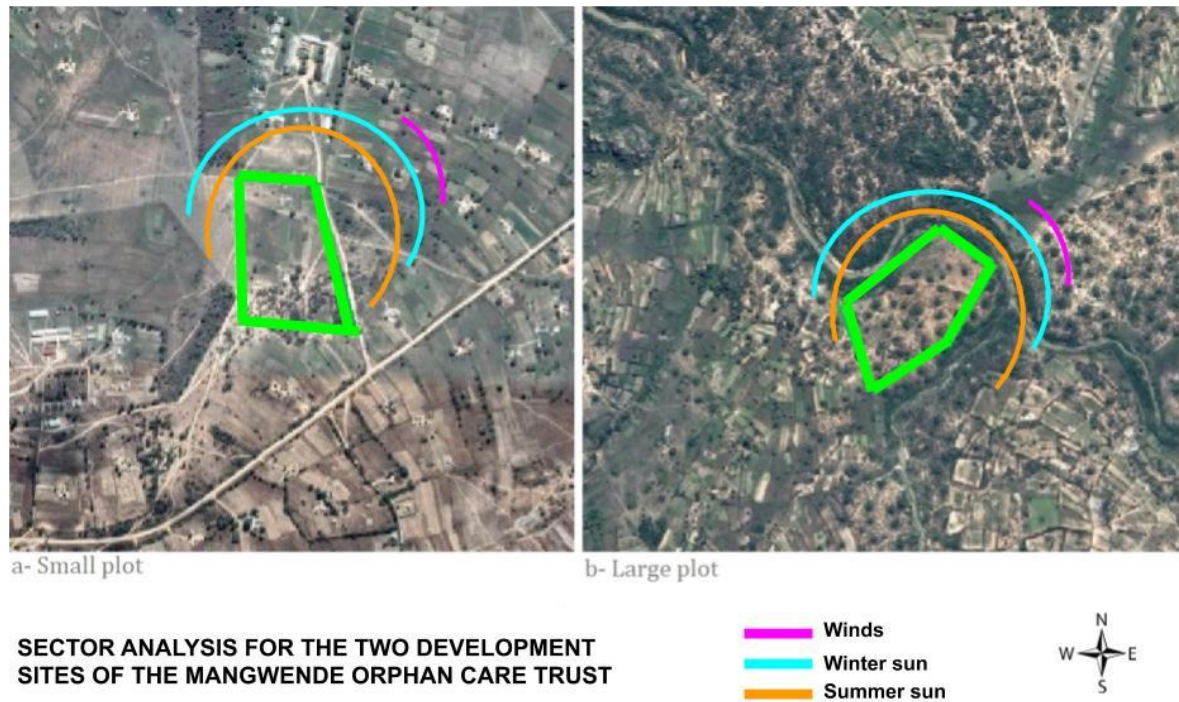 a- Small plot
b- Large plot
SECTOR ANALYSIS FOR THE TWO DEVELOPMENT
SITES OF THE MANGWENDE ORPHAN CARE TRUST
Winds
Winter sun
Summer sun
N
W E
S